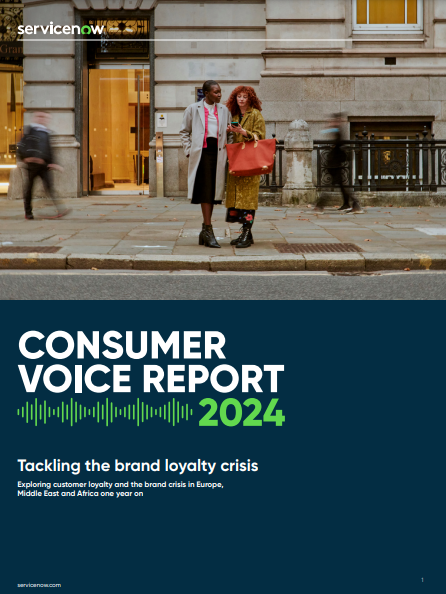 servicenow
CONSUMER
VOICE REPORT
2024
Tackling the brand loyalty crisis
Exploring customer loyalty and the brand crisis in Europe,
Middle East and Africa one year on
servicenow.com
1